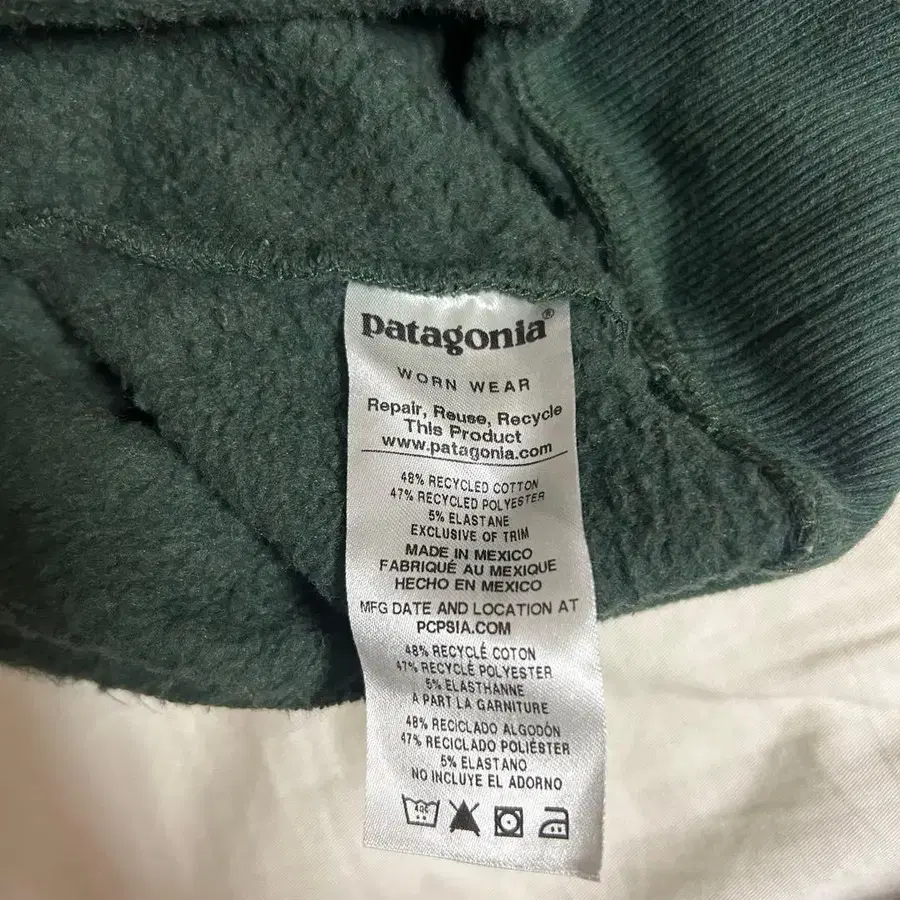 patagonia®
WORN WEAR
Repair, Reuse, Recycle
This Product
www.patagonia.com
48% RECYCLED COTTON
47% RECYCLED POLYESTER
5% ELASTANE
EXCLUSIVE OF TRIM
MADE IN MEXICO
FABRIQUÉ AU MEXIQUE
HECHO EN MEXICO
MFG DATE AND LOCATION AT
PCPSIA.COM
48% RECYCLÉ COTON
47% RECYCLÉ POLYESTER
5% ELASTHANNE
A PART LA GARNITURE
48% RECICLADO ALGODÓN
47% RECICLADO POLIÉSTER
5% ELASTANO
NO INCLUYE EL ADORNO